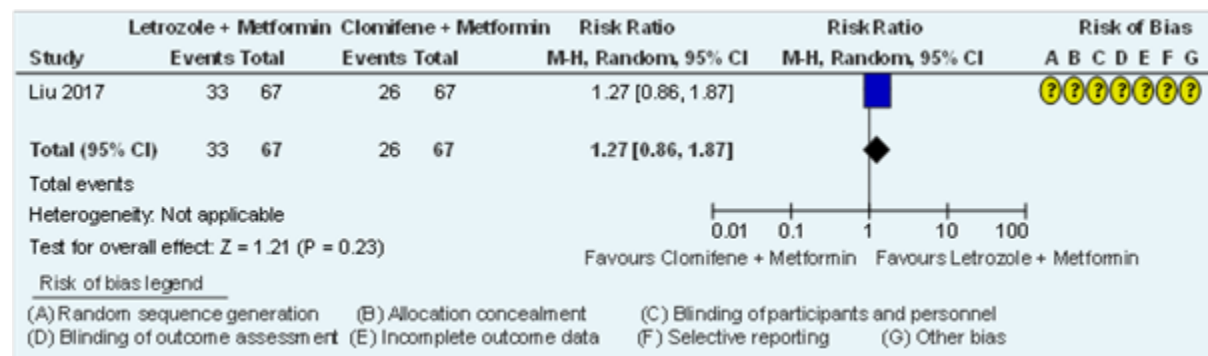 Letrozole + Metformin Clomifene + Metformin Risk Ratio Risk Ratio Risk of Bias
Study Events Total Events Total M-H, Random, 95% CI M-H, Random, 95% CI A B C D E F G
Liu 2017 33 67 26 67 1.27 [0.86, 1.87] ? ? ? ? ? ? ?
Total (95% CI) 33 67 26 67 1.27 [0.86, 1.87]
Total events
Heterogeneity: Not applicable
Test for overall effect: Z = 1.21 (P = 0.23)
0.01 0.1 1 10 100
Favours Clomifene + Metformin Favours Letrozole + Metformin
Risk of bias legend
(A) Random sequence generation (B) Allocation concealment (C) Blinding of participants and personnel
(D) Blinding of outcome assessment (E) Incomplete outcome data (F) Selective reporting (G) Other bias